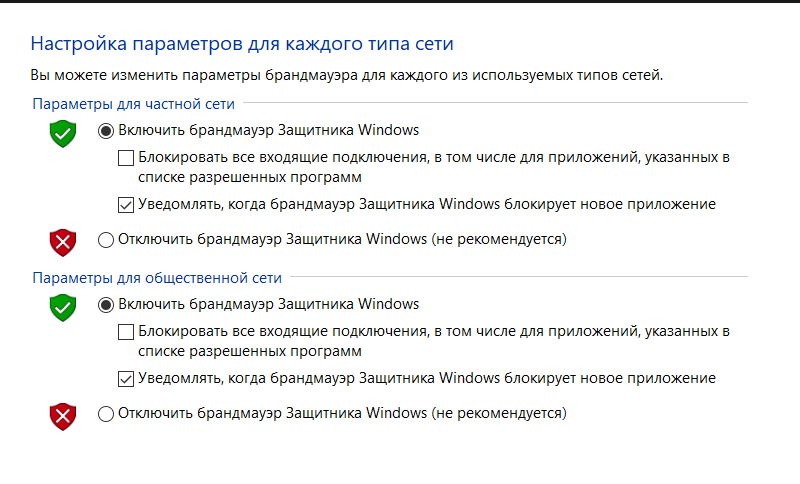 Настройка параметров для каждого типа сети
Вы можете изменить параметры брандмауэра для каждого из используемых типов сетей.
Параметры для частной сети
Включить брандмауэр Защитника Windows
Блокировать все входящие подключения, в том числе для приложений, указанных в
списке разрешенных программ
Уведомлять, когда брандмауэр Защитника Windows блокирует новое приложение
Отключить брандмауэр Защитника Windows (не рекомендуется)
Параметры для общественной сети
Включить брандмауэр Защитника Windows
Блокировать все входящие подключения, в том числе для приложений, указанных в
списке разрешенных программ
Уведомлять, когда брандмауэр Защитника Windows блокирует новое приложение
Отключить брандмауэр Защитника Windows (не рекомендуется)